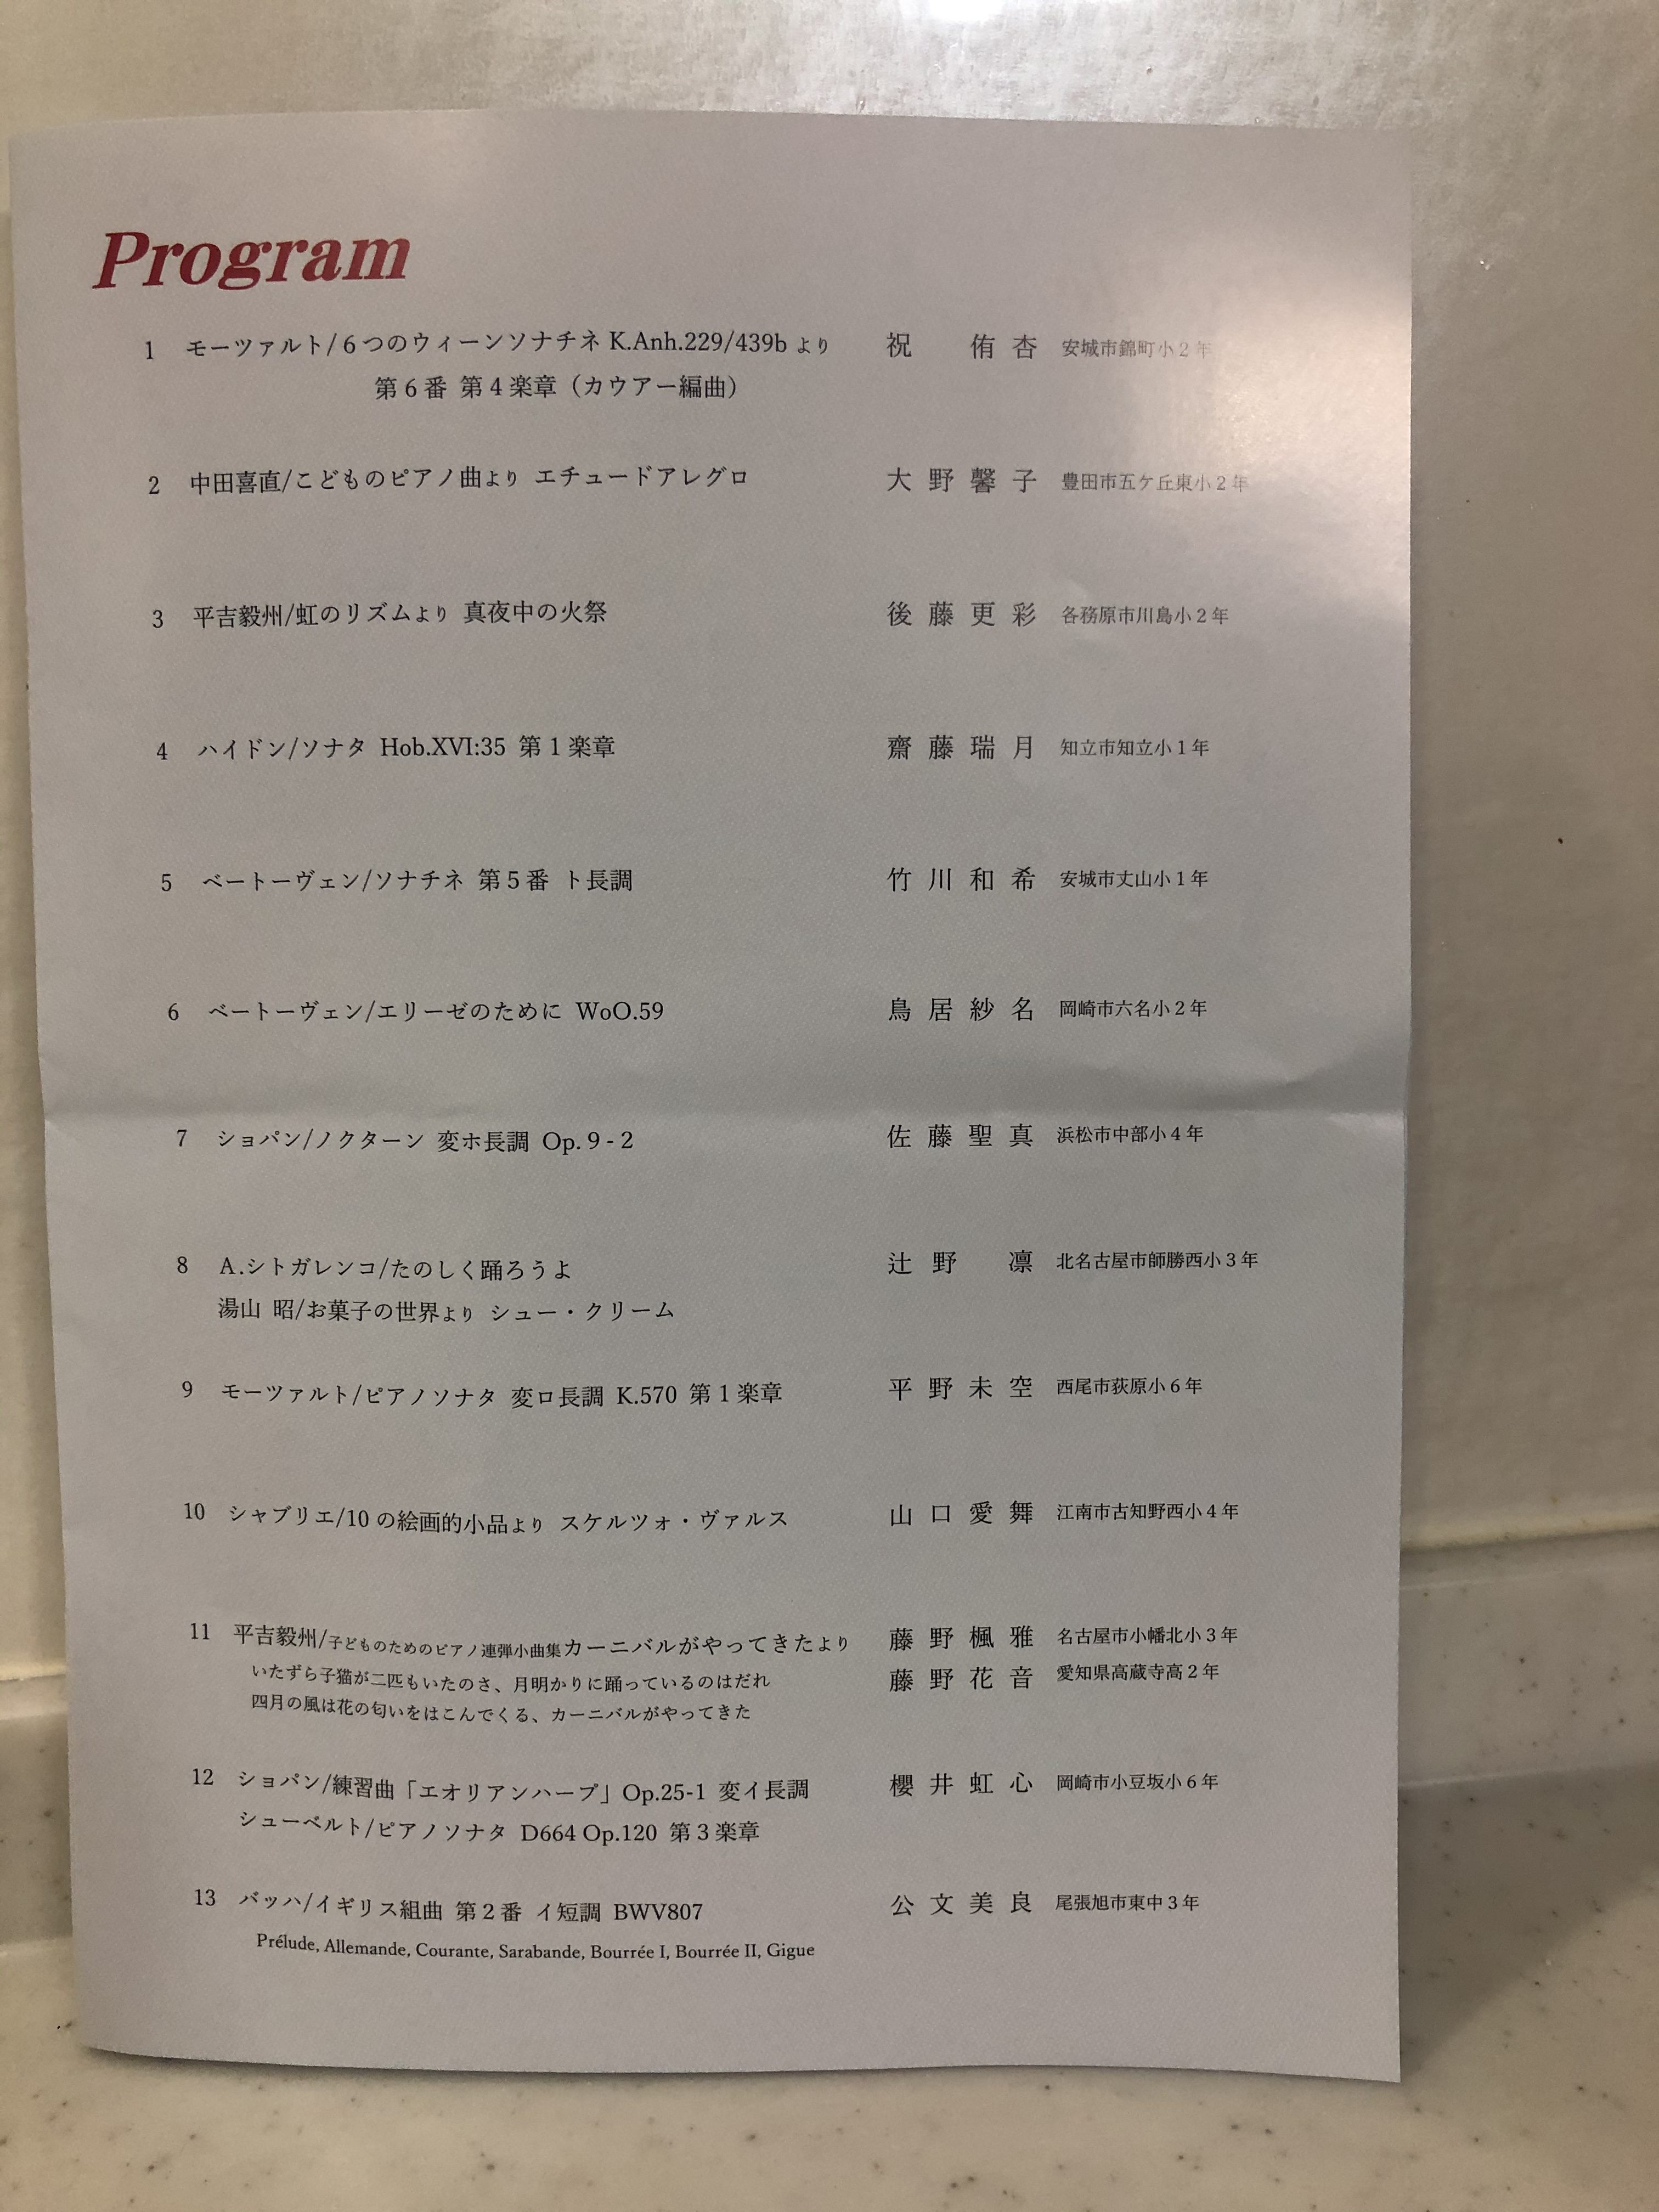 Program
1 モーツァルト/6つのウィーンソナチネ K.Anh.229/439b より 祝 侑杏 安城市錦町小2年
第6番 第4楽章（カウアー編曲）
2 中田喜直/こどものピアノ曲より エチュードアレグロ 大野馨子 豊田市五ケ丘東小2年
3 平吉毅州/虹のリズムより 真夜中の火祭 後藤更彩 各務原市川島小2年
4 ハイドン/ソナタ Hob.XVI:35 第1楽章 齋藤瑞月 知立市知立小1年
5 ベートーヴェン/ソナチネ 第5番 ト長調 竹川和希 安城市丈山小1年
6 ベートーヴェン/エリーゼのために WoO.59 鳥居紗名 岡崎市六名小2年
7 ショパン/ノクターン 変ホ長調 Op.9-2 佐藤聖真 浜松市中部小4年
8 A.シトガレンコ/たのしく踊ろうよ 辻野 凛 北名古屋市師勝西小3年
湯山 昭/お菓子の世界より シュー・クリーム
9 モーツァルト/ピアノソナタ 変ロ長調 K.570 第1楽章 平野未空 西尾市荻原小6年
10 シャブリエ/10の絵画的小品より スケルツォ・ヴァルス 山口愛舞 江南市古知野西小4年
11 平吉毅州/子どものためのピアノ連弾小曲集カーニバルがやってきたより 藤野楓雅 名古屋市小幡北小3年
いたずら子猫が二匹もいたのさ、月明かりに踊っているのはだれ 藤野花音 愛知県高蔵寺高2年
四月の風は花の匂いをはこんでくる、カーニバルがやってきた
12 ショパン/練習曲「エオリアンハープ」Op.25-1 変イ長調 櫻井虹心 岡崎市小豆坂小6年
シューベルト/ピアノソナタ D664 Op.120 第3楽章
13 バッハ/イギリス組曲 第2番 イ短調 BWV807 公文美良 尾張旭市東中3年
Prélude, Allemande, Courante, Sarabande, Bourrée I, Bourrée II, Gigue